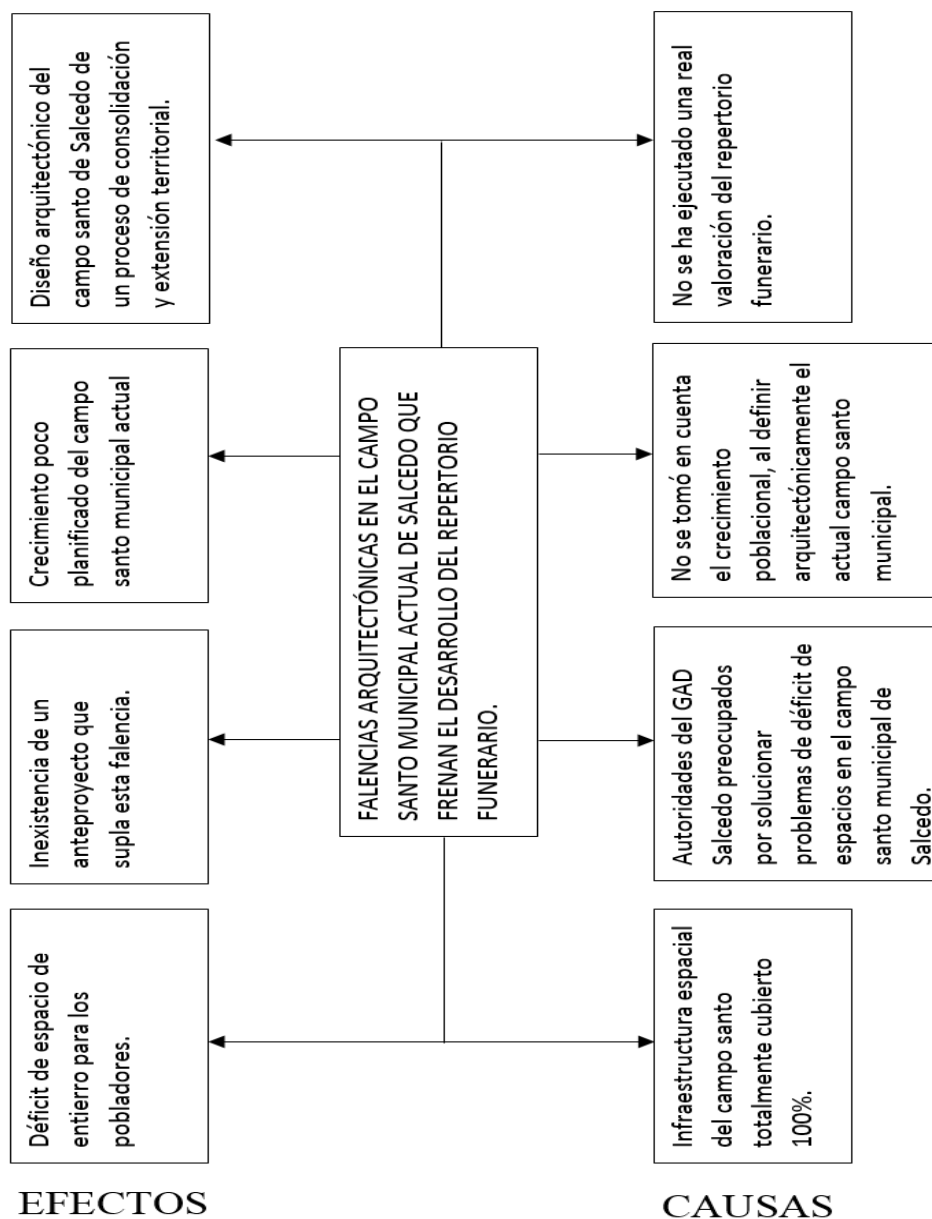 EFECTOS
Déficit de espacio de
entierro para los
pobladores.
Inexistencia de un
anteproyecto que
supla esta falencia.
Crecimiento poco
planificado del campo
santo municipal actual
Diseño arquitectónico del
campo santo de Salcedo de
un proceso de consolidación
y extensión territorial.
FALENCIAS ARQUITECTÓNICAS EN EL CAMPO
SANTO MUNICIPAL ACTUAL DE SALCEDO QUE
FRENAN EL DESARROLLO DEL REPERTORIO
FUNERARIO.
CAUSAS
Infraestructura espacial
del campo santo
totalmente cubierto
100%.
Autoridades del GAD
Salcedo preocupados
por solucionar
problemas de déficit de
espacios en el campo
santo municipal de
Salcedo.
No se tomó en cuenta
el crecimiento
poblacional, al definir
arquitectónicamente el
actual campo santo
municipal.
No se ha ejecutado una real
valoración del repertorio
funerario.